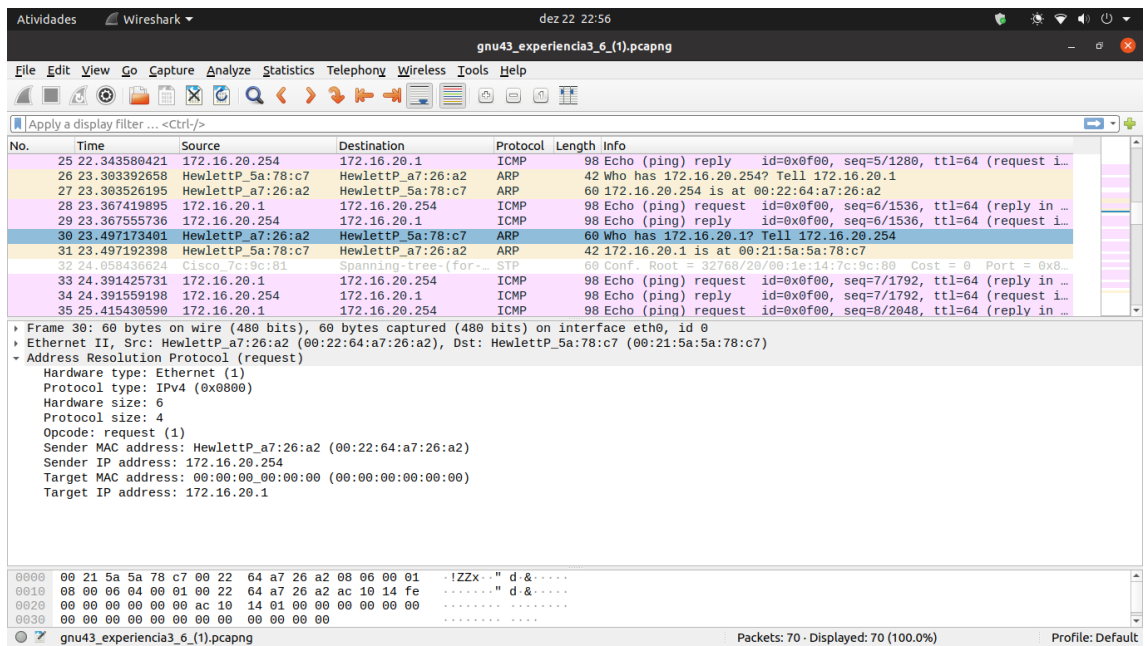 Atividades Wireshark dez 22 22:56
gnu43_experiencia3_6_(1).pcapng
File Edit View Go Capture Analyze Statistics Telephony Wireless Tools Help
Apply a display filter … <Ctrl-/>
No. Time Source Destination Protocol Length Info
25 22.343580421 172.16.20.254 172.16.20.1 ICMP 98 Echo (ping) reply id=0x0f00, seq=5/1280, ttl=64 (request i…
26 23.303392658 HewlettP_5a:78:c7 HewlettP_a7:26:a2 ARP 42 Who has 172.16.20.254? Tell 172.16.20.1
27 23.303526195 HewlettP_a7:26:a2 HewlettP_5a:78:c7 ARP 60 172.16.20.254 is at 00:22:64:a7:26:a2
28 23.367419895 172.16.20.1 172.16.20.254 ICMP 98 Echo (ping) request id=0x0f00, seq=6/1536, ttl=64 (reply in …
29 23.367555736 172.16.20.254 172.16.20.1 ICMP 98 Echo (ping) reply id=0x0f00, seq=6/1536, ttl=64 (request i…
30 23.497173401 HewlettP_a7:26:a2 HewlettP_5a:78:c7 ARP 60 Who has 172.16.20.1? Tell 172.16.20.254
31 23.497192398 HewlettP_5a:78:c7 HewlettP_a7:26:a2 ARP 42 172.16.20.1 is at 00:21:5a:5a:78:c7
32 24.058436624 Cisco_7c:9c:81 Spanning-tree-(for-… STP 60 Conf. Root = 32768/20/00:1e:14:7c:9c:80 Cost = 0 Port = 0x8…
33 24.391425731 172.16.20.1 172.16.20.254 ICMP 98 Echo (ping) request id=0x0f00, seq=7/1792, ttl=64 (reply in …
34 24.391559198 172.16.20.254 172.16.20.1 ICMP 98 Echo (ping) reply id=0x0f00, seq=7/1792, ttl=64 (request i…
35 25.415430590 172.16.20.1 172.16.20.254 ICMP 98 Echo (ping) request id=0x0f00, seq=8/2048, ttl=64 (reply in …
Frame 30: 60 bytes on wire (480 bits), 60 bytes captured (480 bits) on interface eth0, id 0
Ethernet II, Src: HewlettP_a7:26:a2 (00:22:64:a7:26:a2), Dst: HewlettP_5a:78:c7 (00:21:5a:5a:78:c7)
Address Resolution Protocol (request)
Hardware type: Ethernet (1)
Protocol type: IPv4 (0x0800)
Hardware size: 6
Protocol size: 4
Opcode: request (1)
Sender MAC address: HewlettP_a7:26:a2 (00:22:64:a7:26:a2)
Sender IP address: 172.16.20.254
Target MAC address: 00:00:00_00:00:00 (00:00:00:00:00:00)
Target IP address: 172.16.20.1
0000 00 21 5a 5a 78 c7 00 22 64 a7 26 a2 08 06 00 01 ·!ZZx··" d·&·····
0010 08 00 06 04 00 01 00 22 64 a7 26 a2 ac 10 14 fe ·······" d·&·····
0020 00 00 00 00 00 00 ac 10 14 01 00 00 00 00 00 00 ········ ········
0030 00 00 00 00 00 00 00 00 00 00 00 00 ········ ····
gnu43_experiencia3_6_(1).pcapng Packets: 70 · Displayed: 70 (100.0%) Profile: Default